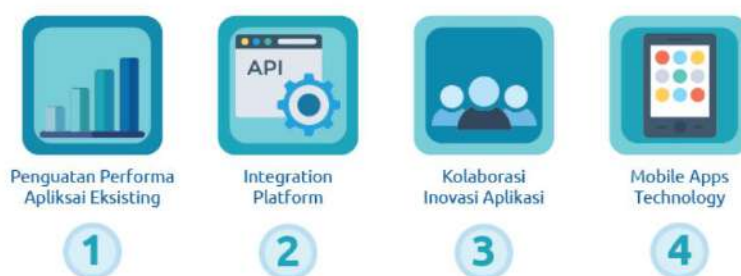 API
Penguatan Performa
Apliksai Eksisting
Integration
Platform
Kolaborasi
Inovasi Aplikasi
Mobile Apps
Technology
1
2
3
4